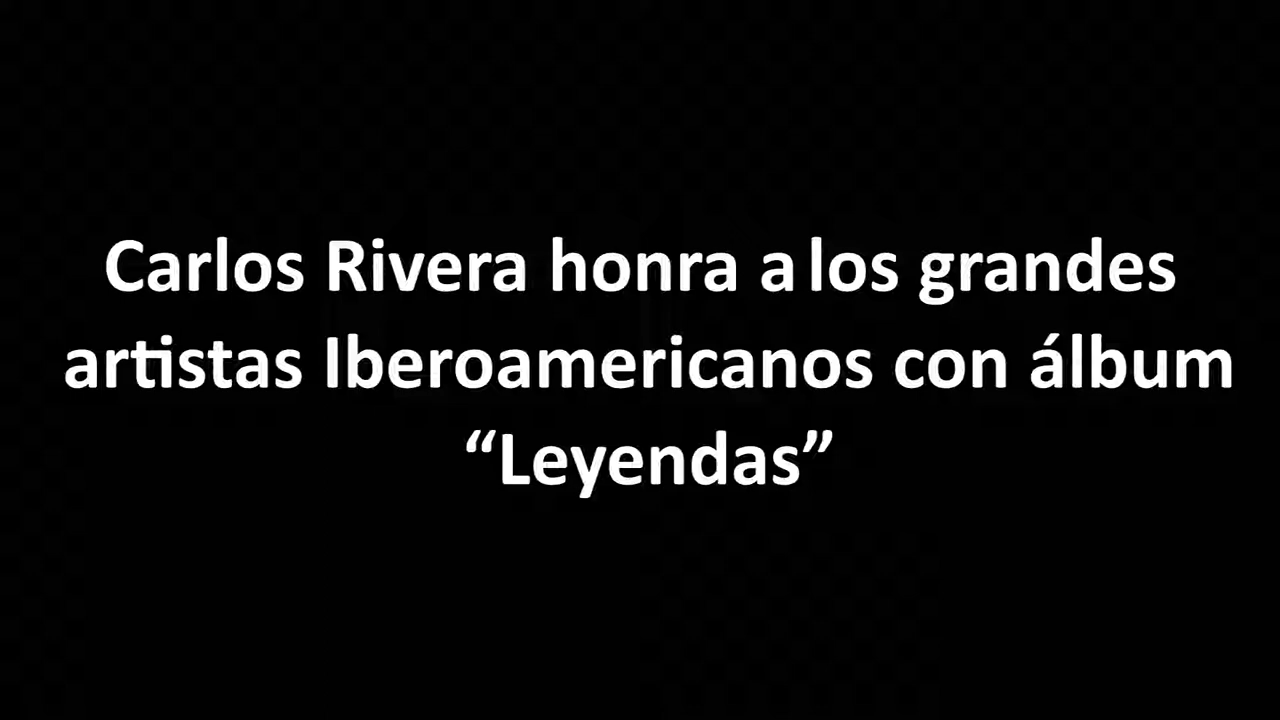 Carlos Rivera honra a los grandes
artistas Iberoamericanos con álbum
“Leyendas”